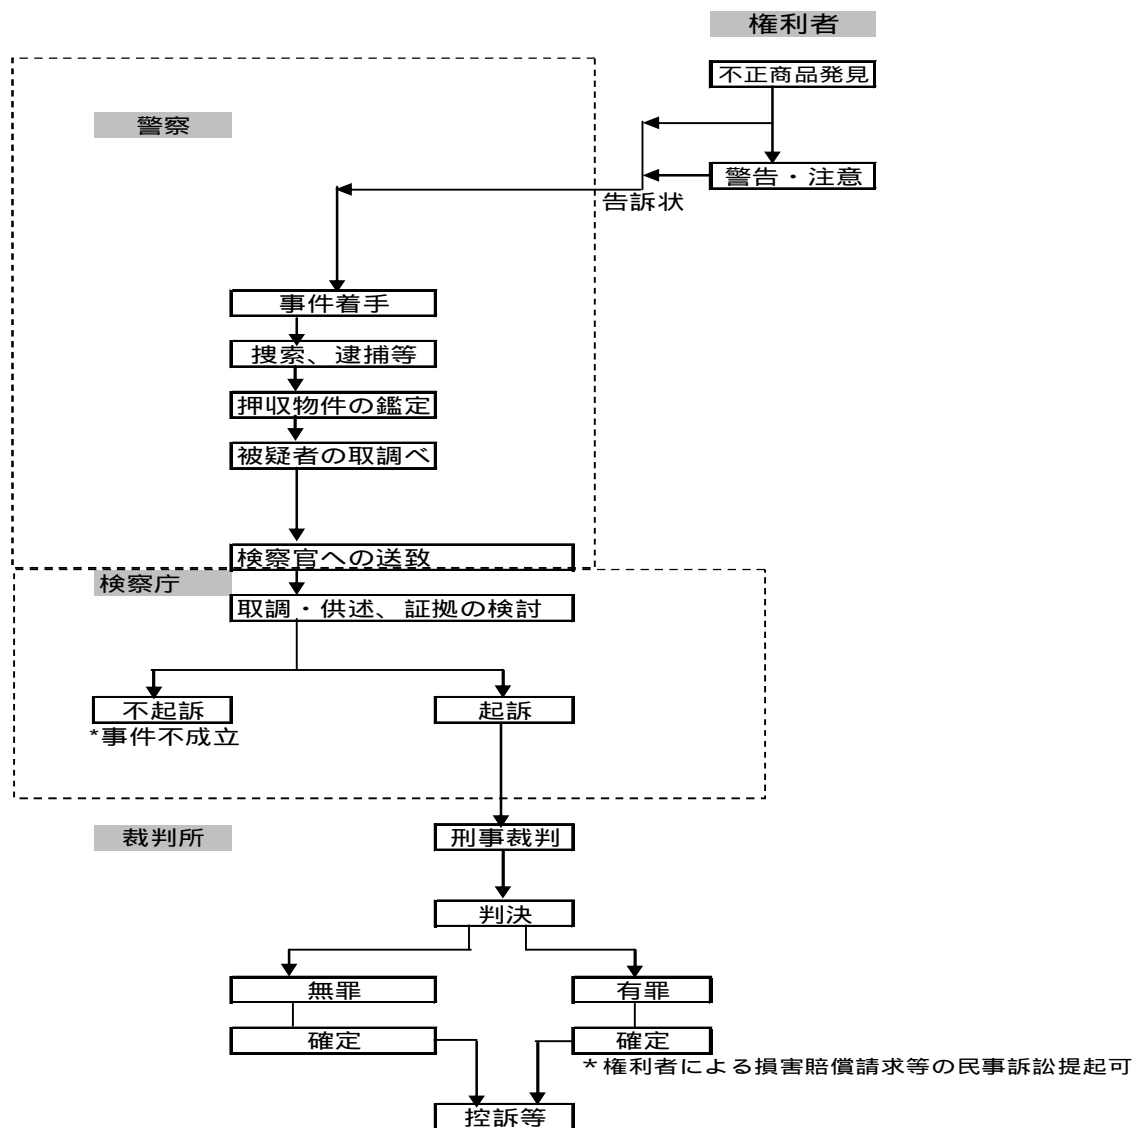 権利者
不正商品発見
警察
警告・注意
告訴状
事件着手
捜索、逮捕等
押収物件の鑑定
被疑者の取調べ
検察官への送致
検察庁
取調・供述、証拠の検討
不起訴
起訴
*事件不成立
裁判所
刑事裁判
判決
無罪
有罪
確定
確定
*権利者による損害賠償請求等の民事訴訟提起可
控訴等